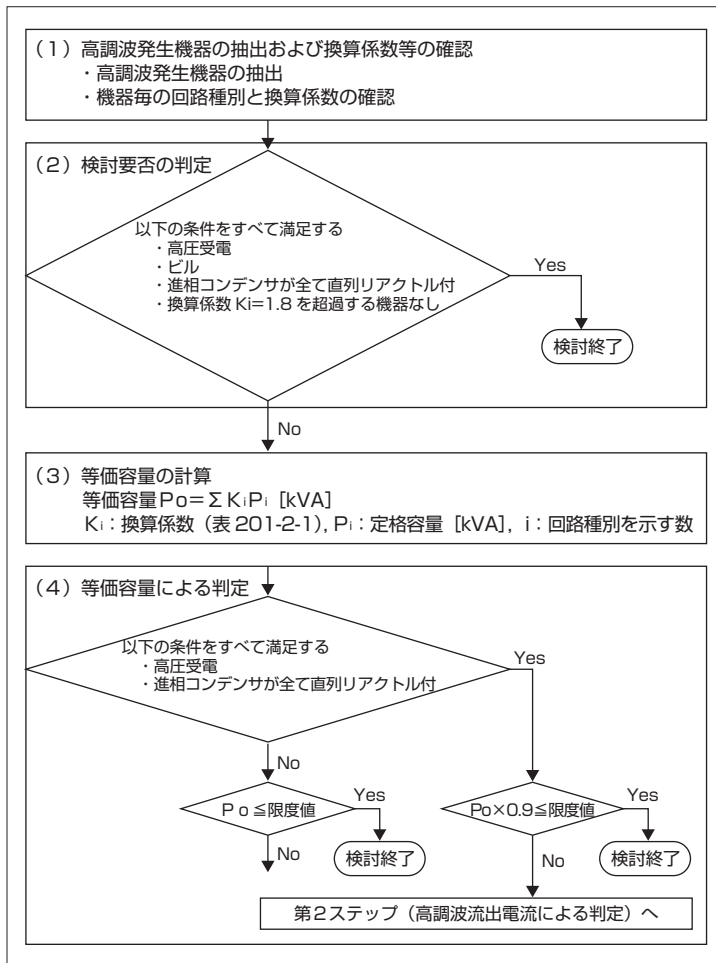 (1)高調波発生機器の抽出および換算係数等の確認
・高調波発生機器の抽出
・機器毎の回路種別と換算係数の確認
(2)検討要否の判定
以下の条件をすべて満足する
・高圧受電
・ビル
・進相コンデンサが全て直列リアクトル付
・換算係数 Ki=1.8 を超過する機器なし
Yes
検討終了
No
(3)等価容量の計算
等価容量Po=Σ KiPi [kVA]
Ki:換算係数(表 201-2-1), Pi:定格容量 [kVA], i:回路種別を示す数
(4)等価容量による判定
以下の条件をすべて満足する
・高圧受電
・進相コンデンサが全て直列リアクトル付
Yes
No
Po≦限度値
Yes
Po×0.9≦限度値
Yes
No
検討終了
No
検討終了
第2ステップ(高調波流出電流による判定)へ